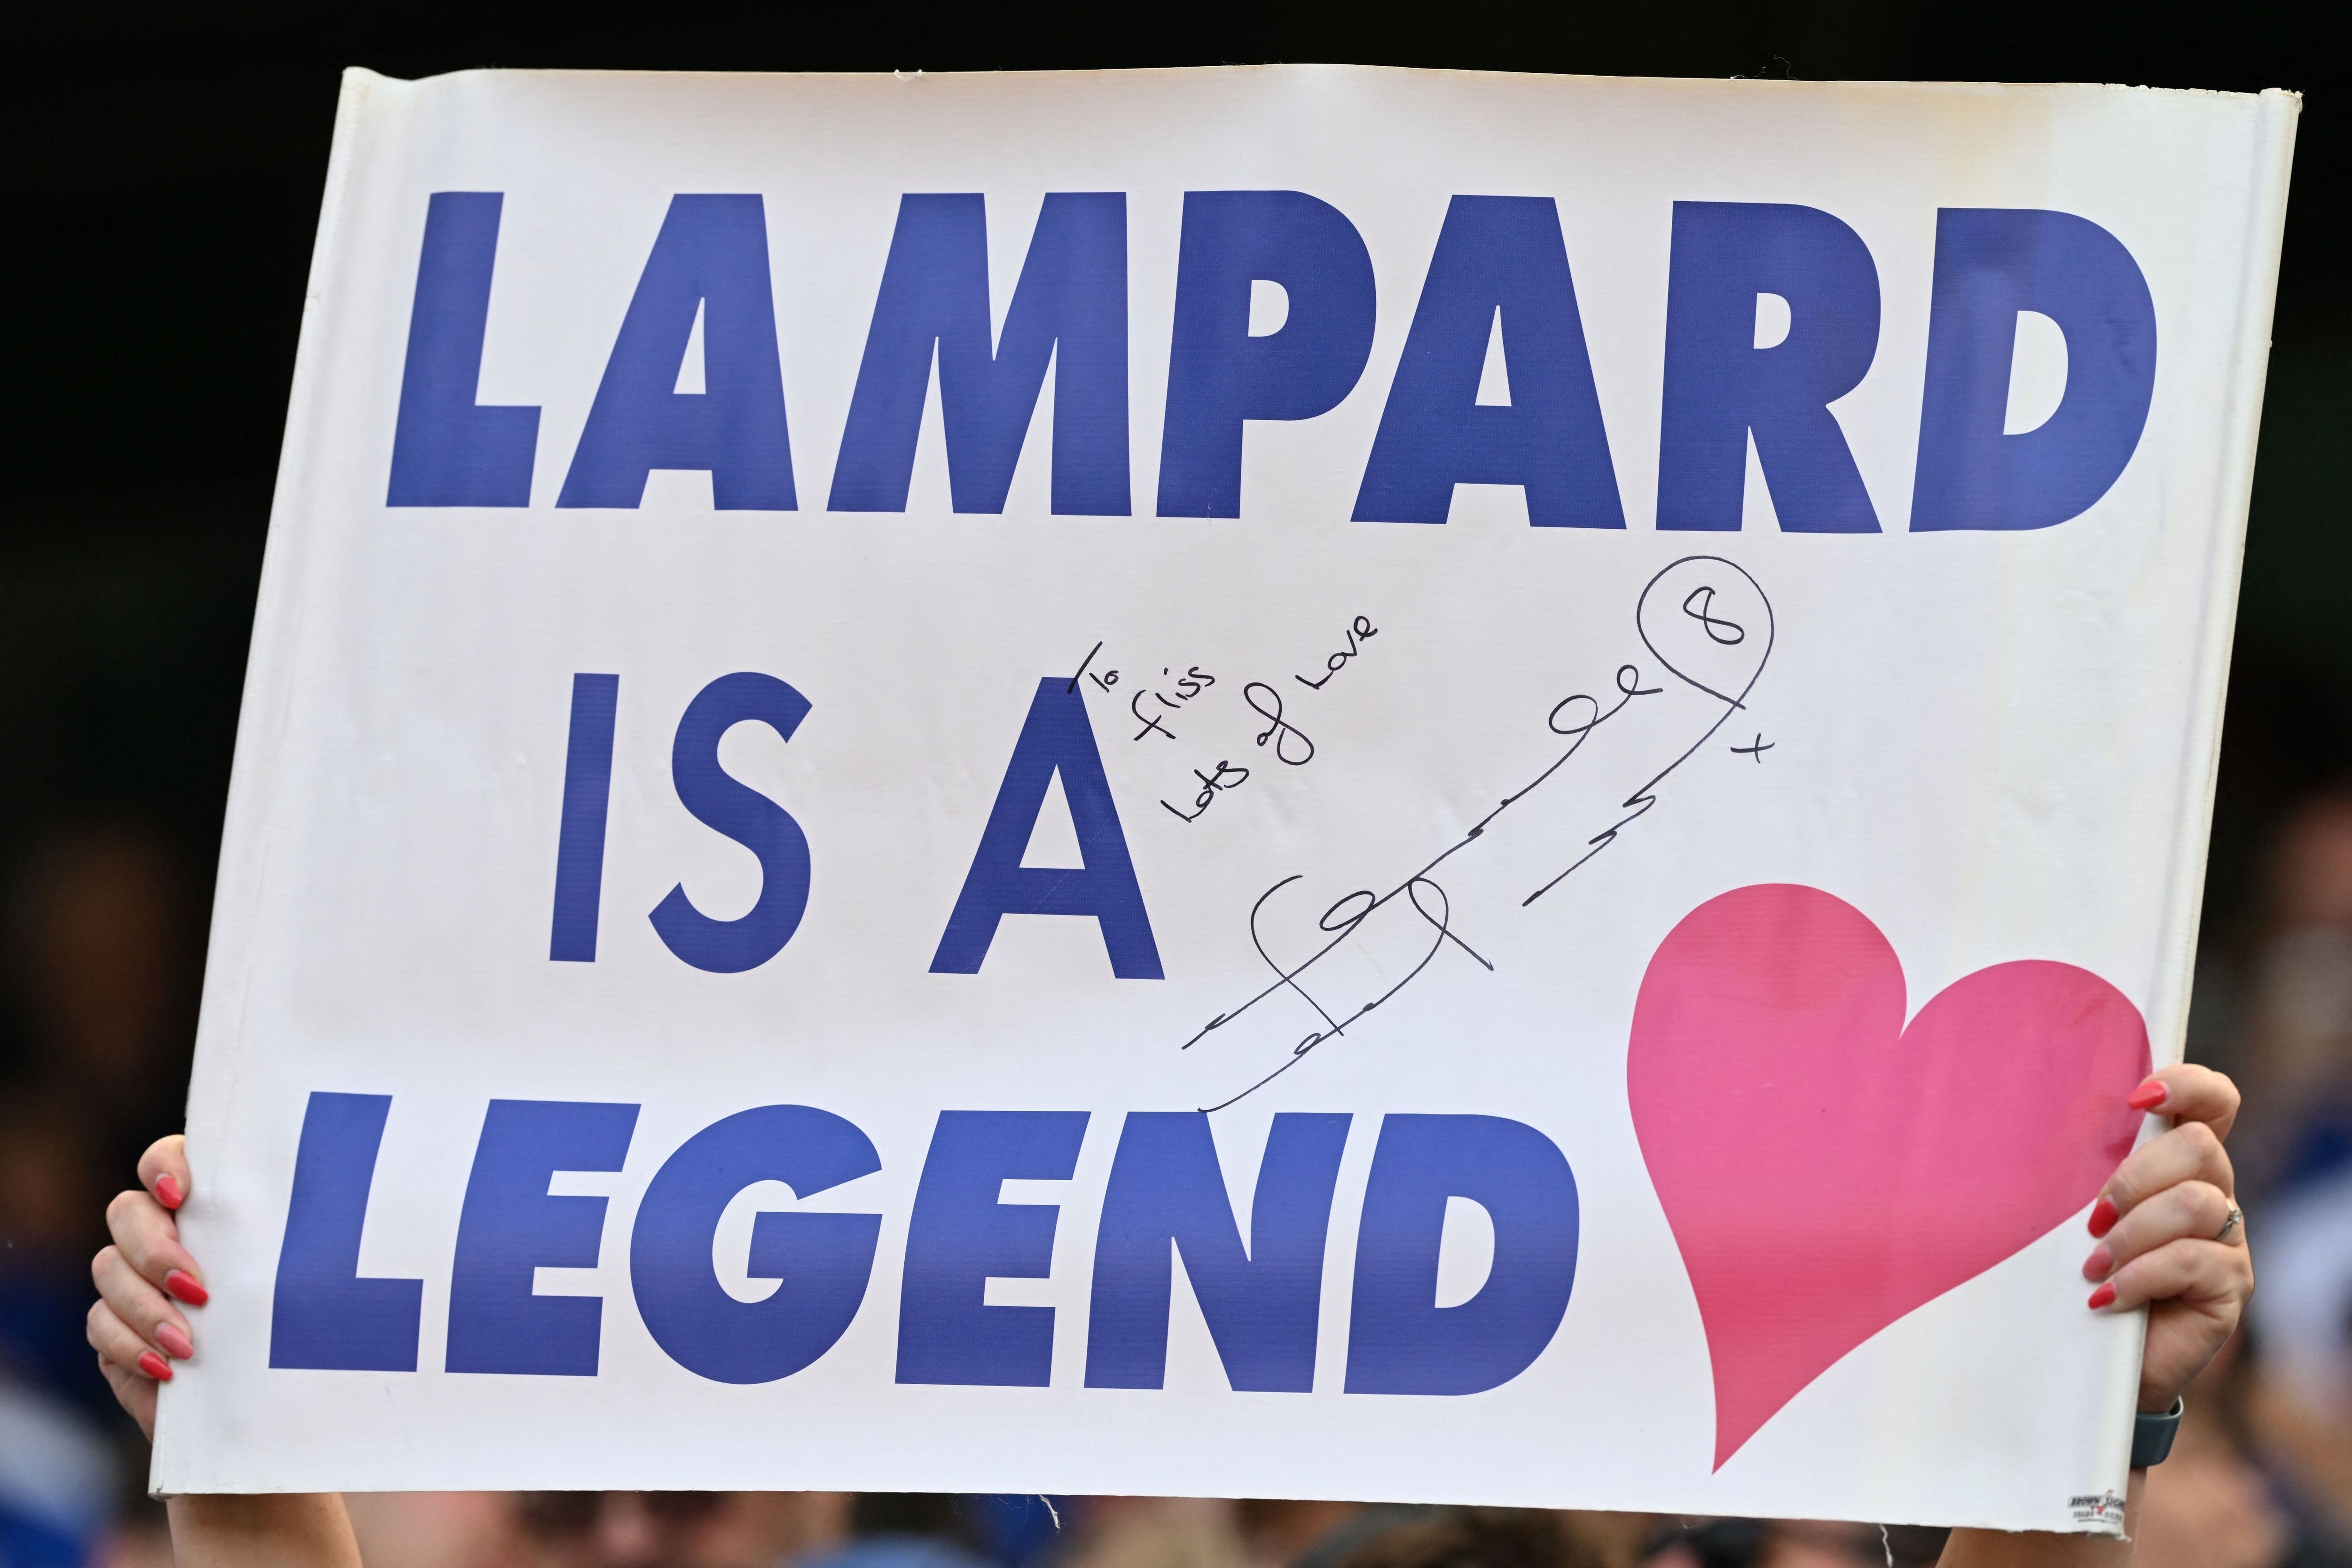 LAMPARD
IS A
To fliss
Lots of Love
8
x
LEGEND